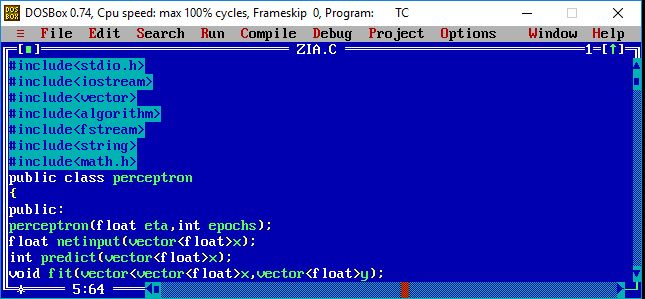 DOSBox 0.74, Cpu speed: max 100% cycles, Frameskip 0, Program: TC
≡ File Edit Search Run Compile Debug Project Options Window Help
[■] ZIA.C 1=[↑]
#include<stdio.h>
#include<iostream>
#include<vector>
#include<algorithm>
#include<fstream>
#include<string>
#include<math.h>
public class perceptron
{
public:
perceptron(float eta,int epochs);
float netinput(vector<float>x);
int predict(vector<float>x);
void fit(vector<vector<float>x,vector<float>y);
* 5:64